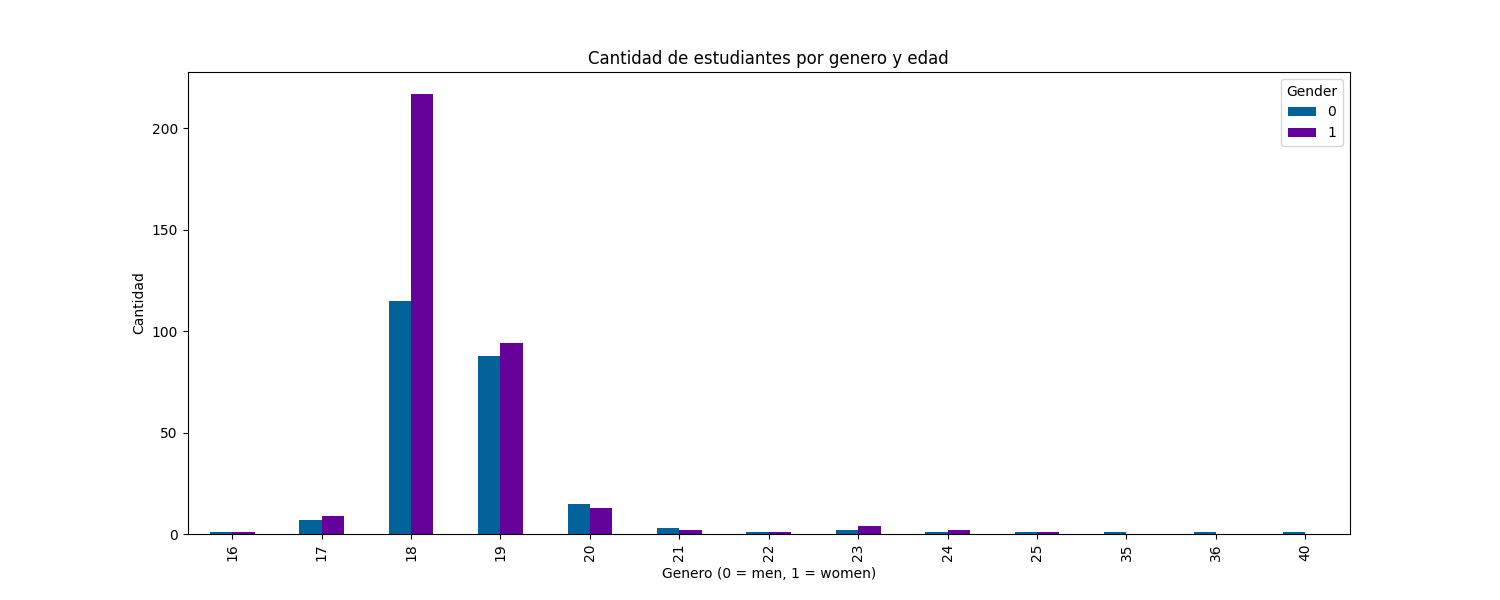 Cantidad de estudiantes por genero y edad
Gender
0
1
Cantidad
200
150
100
50
0
16 17 18 19 20 21 22 23 24 25 35 36 40
Genero (0 = men, 1 = women)